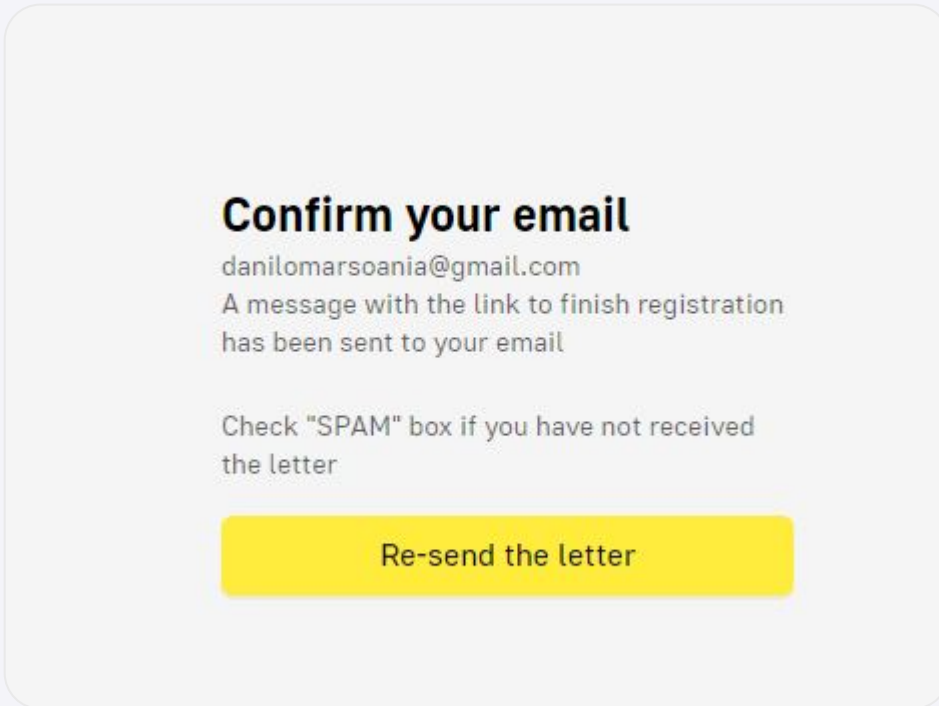 Confirm your email
danilomarsoania@gmail.com
A message with the link to finish registration
has been sent to your email
Check "SPAM" box if you have not received
the letter
Re-send the letter